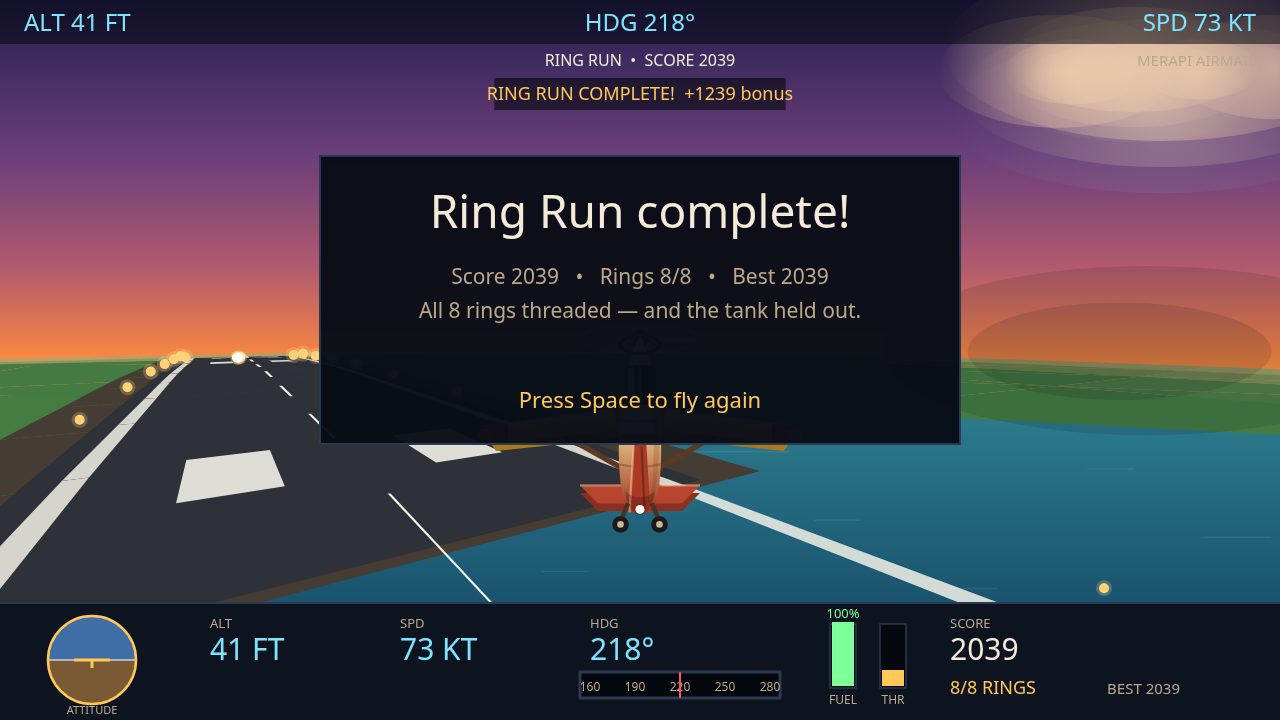 ALT 41 FT HDG 218° SPD 73 KT
RING RUN • SCORE 2039
MERAPI
RING RUN COMPLETE! +1239 bonus
Ring Run complete!
Score 2039 • Rings 8/8 • Best 2039
All 8 rings threaded — and the tank held out.
Press Space to fly again
100%
ALT SPD HDG SCORE
41 FT 73 KT 218° 2039
160 190 220 250 280
8/8 RINGS BEST 2039
FUEL THR
ATTITUDE